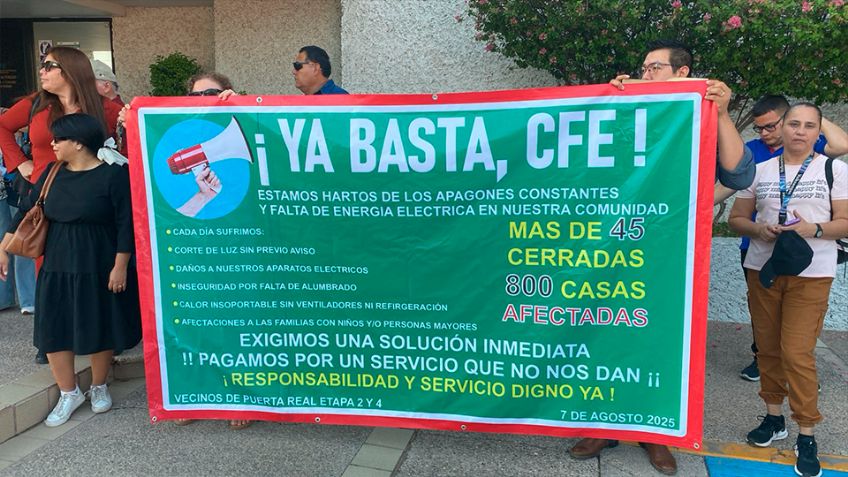 ¡ YA BASTA, CFE !
ESTAMOS HARTOS DE LOS APAGONES CONSTANTES
Y FALTA DE ENERGIA ELECTRICA EN NUESTRA COMUNIDAD
• CADA DÍA SUFRIMOS:
• CORTE DE LUZ SIN PREVIO AVISO
• DAÑOS A NUESTROS APARATOS ELECTRICOS
• INSEGURIDAD POR FALTA DE ALUMBRADO
• CALOR INSOPORTABLE SIN VENTILADORES NI REFIRGERACIÓN
• AFECTACIONES A LAS FAMILIAS CON NIÑOS Y/O PERSONAS MAYORES
MAS DE 45
CERRADAS
800 CASAS
AFECTADAS
EXIGIMOS UNA SOLUCIÓN INMEDIATA
!! PAGAMOS POR UN SERVICIO QUE NO NOS DAN ¡¡
¡ RESPONSABILIDAD Y SERVICIO DIGNO YA !
VECINOS DE PUERTA REAL ETAPA 2 Y 4
7 DE AGOSTO 2025